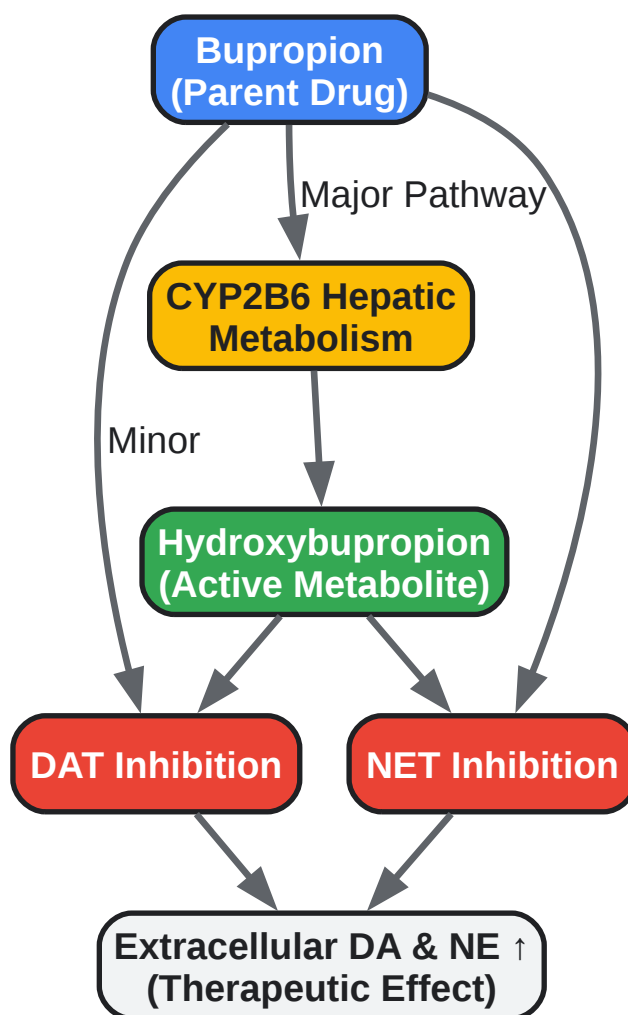 Bupropion
(Parent Drug)
Major Pathway
CYP2B6 Hepatic
Metabolism
Minor
Hydroxybupropion
(Active Metabolite)
DAT Inhibition
NET Inhibition
Extracellular DA & NE ↑
(Therapeutic Effect)